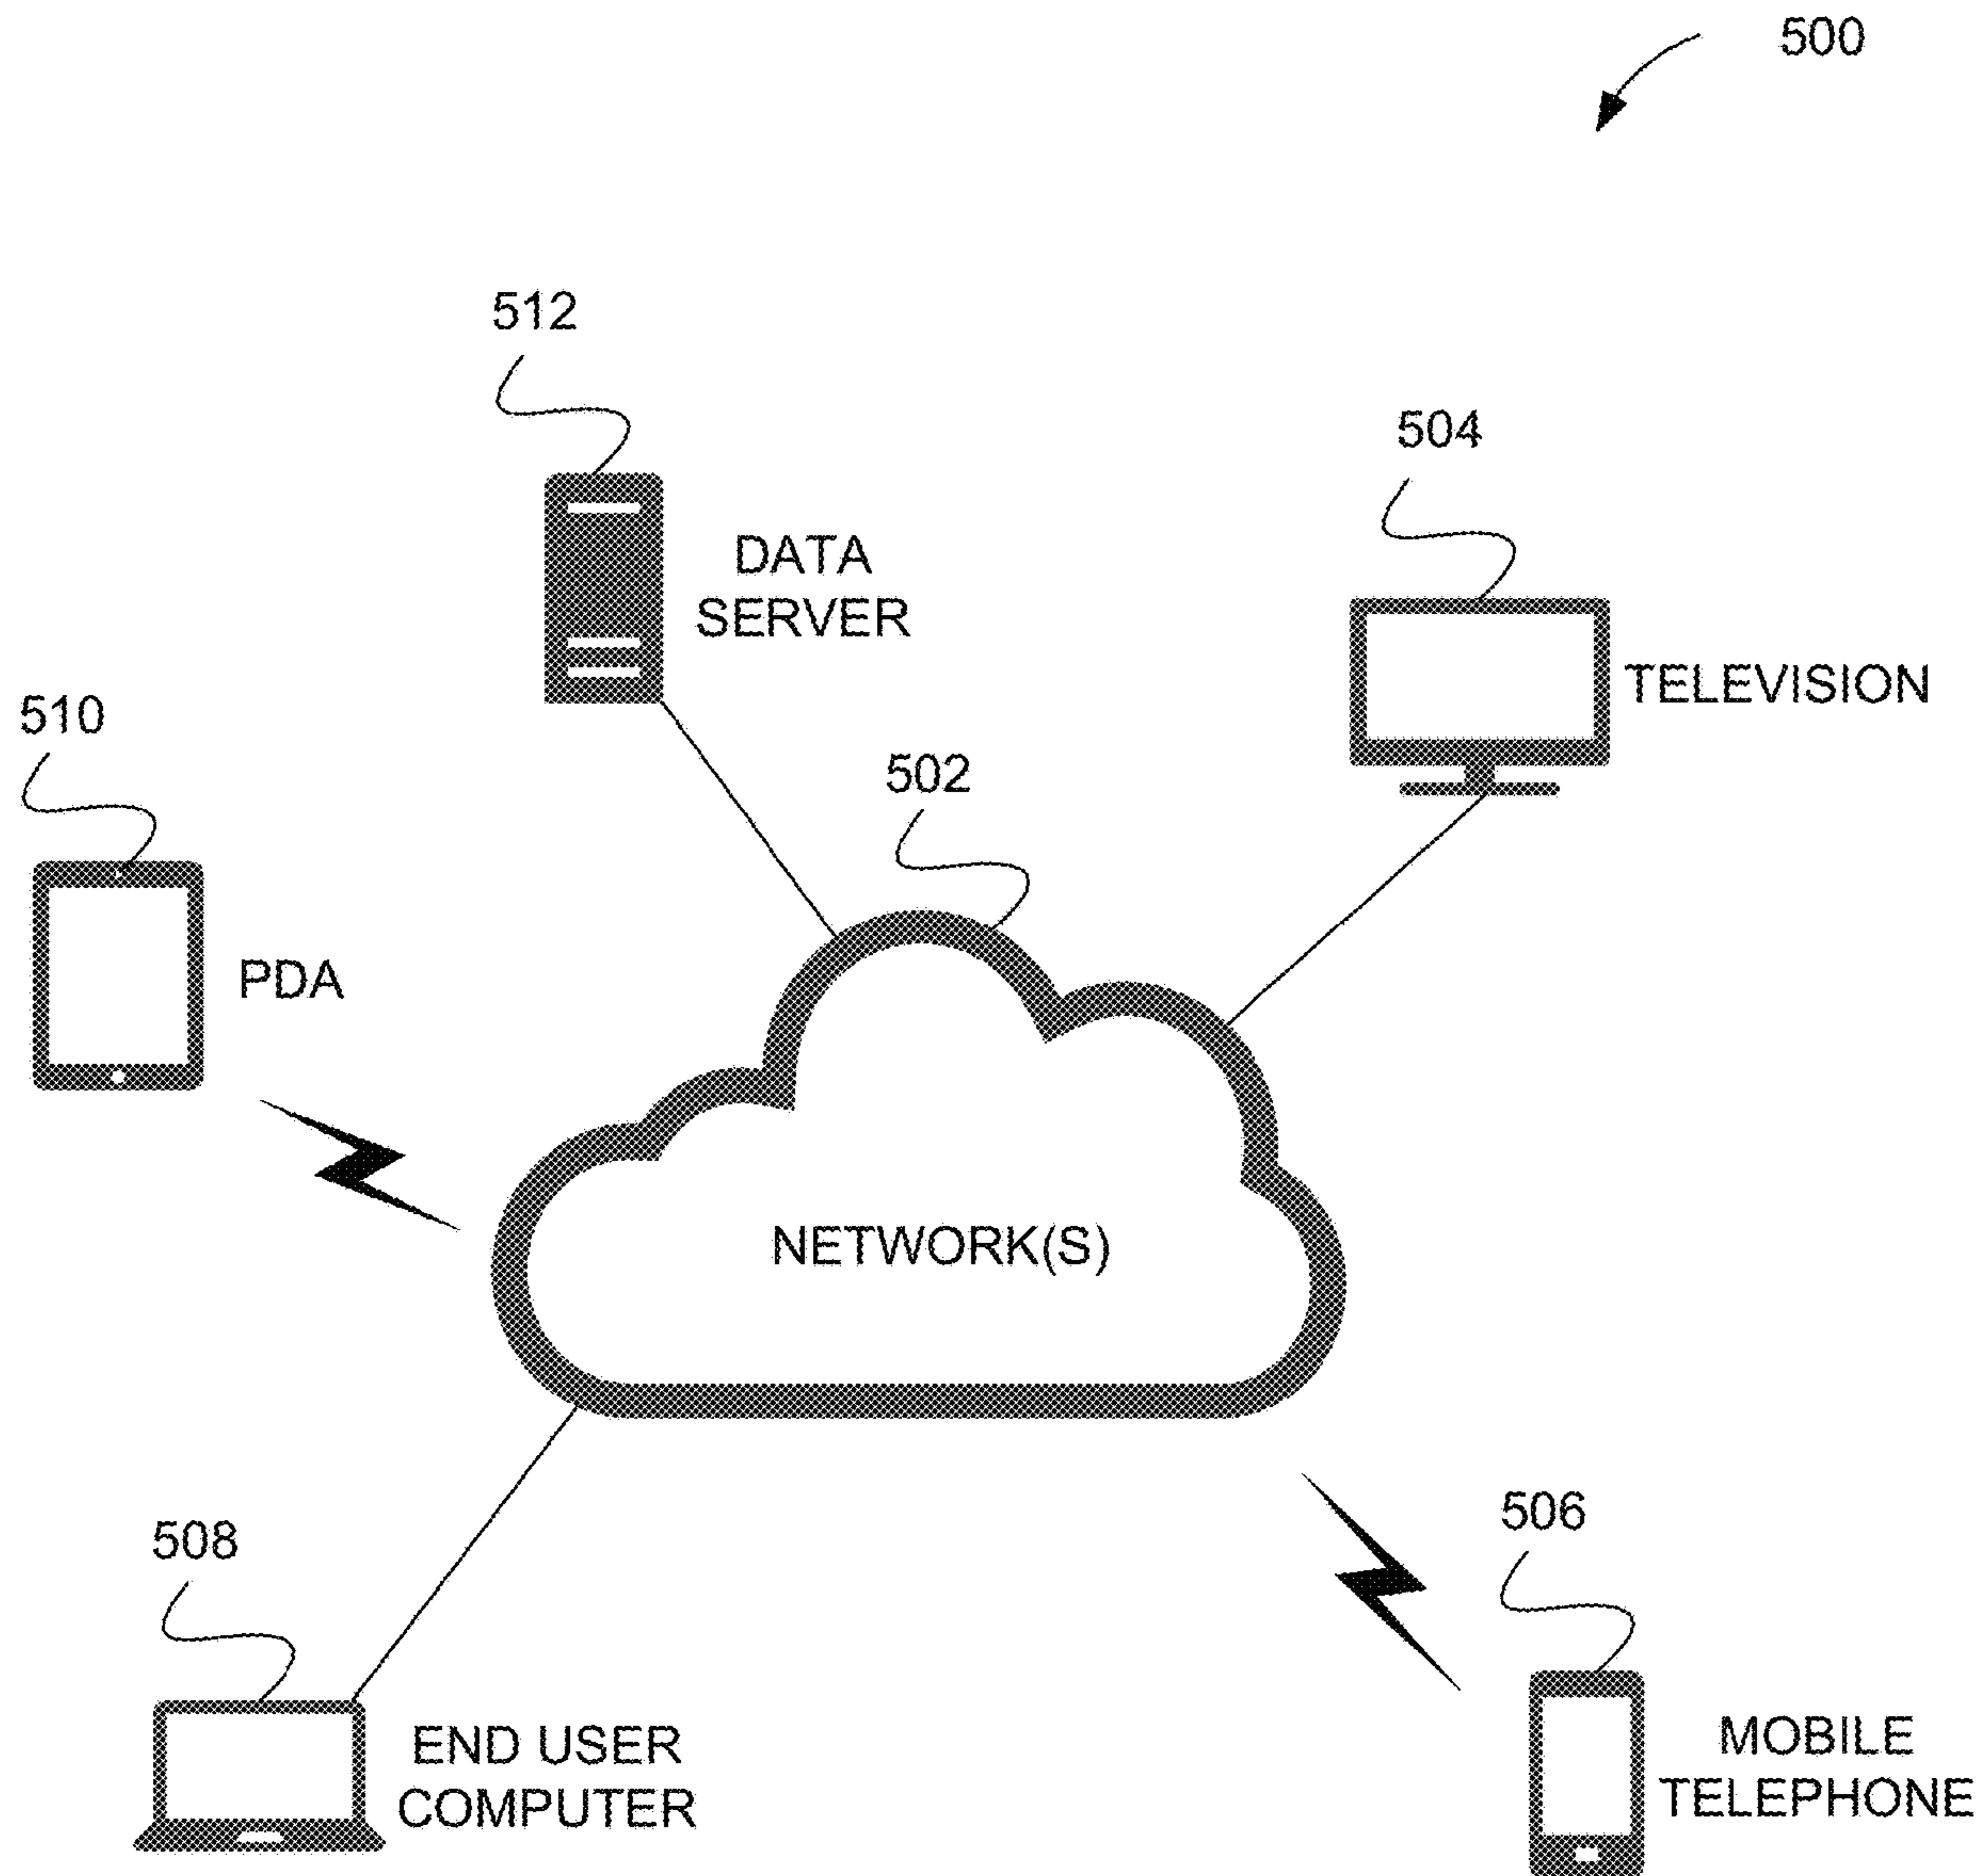 500
512
504
DATA
SERVER
TELEVISION
510
502
PDA
NETWORK(S)
508
506
END USER
COMPUTER
MOBILE
TELEPHONE